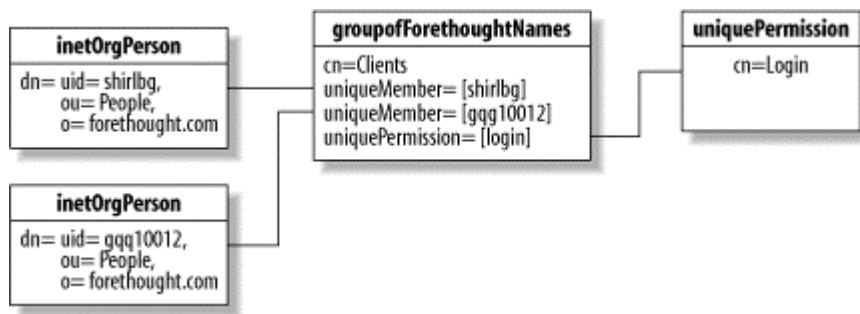 inetOrgPerson
dn= uid= shirlbg,
ou= People,
o= forethought.com
groupofForethoughtNames
cn=Clients
uniqueMember= [shirlbg]
uniqueMember= [gqq10012]
uniquePermission= [login]
uniquePermission
cn=Login
inetOrgPerson
dn= uid= gqq10012,
ou= People,
o= forethought.com